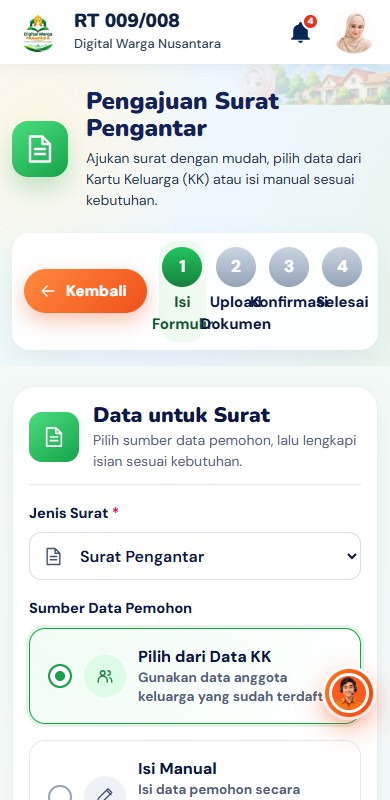 RT 009/008
Digital Warga Nusantara
4
Pengajuan Surat
Pengantar
Ajukan surat dengan mudah, pilih data dari
Kartu Keluarga (KK) atau isi manual sesuai
kebutuhan.
Kembali
1
2
3
4
Isi
Formulir
Upload
Dokumen
Konfirmasi
Selesai
Data untuk Surat
Pilih sumber data pemohon, lalu lengkapi
isian sesuai kebutuhan.
Jenis Surat *
Surat Pengantar
Sumber Data Pemohon
Pilih dari Data KK
Gunakan data anggota
keluarga yang sudah
Isi Manual
Isi data pemohon secara